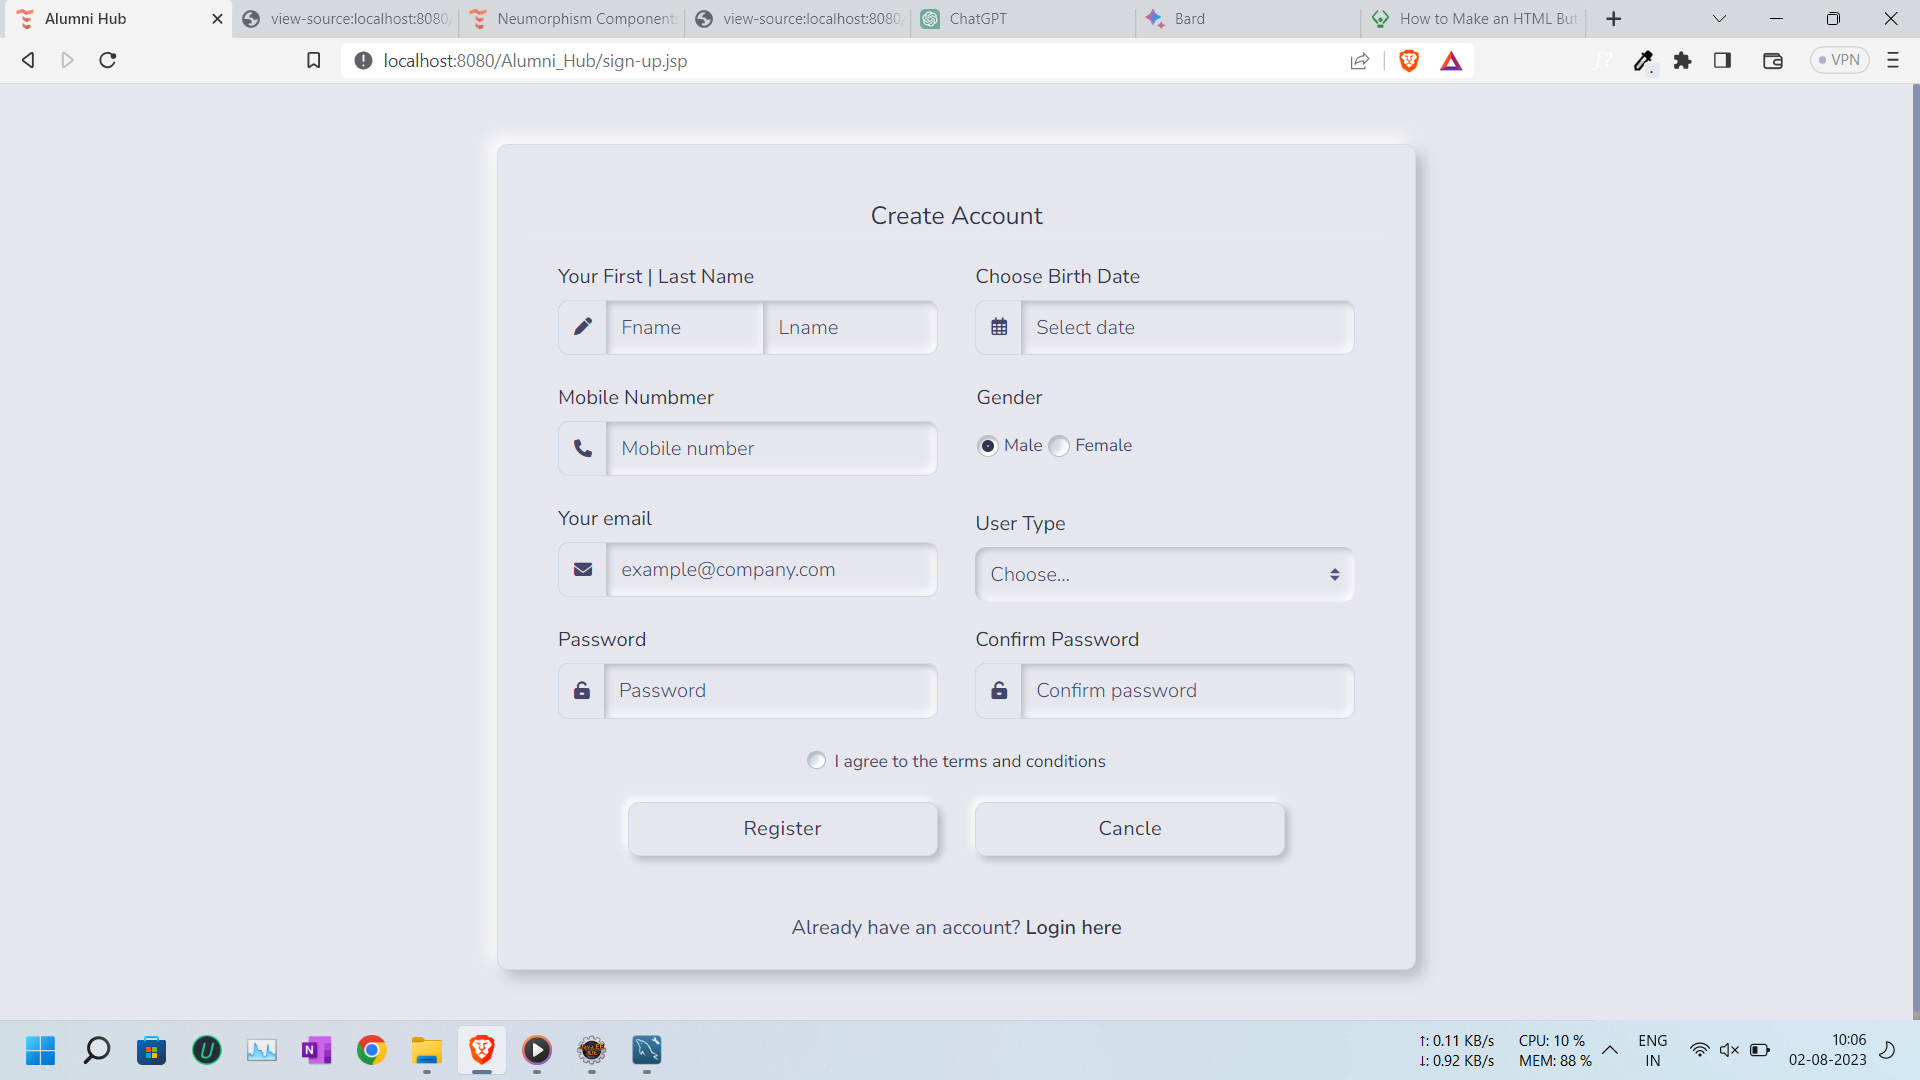 Alumni Hub
view-source:localhost:8080/
Neumorphism Component
view-source:localhost:8080/
ChatGPT
Bard
How to Make an HTML But
localhost:8080/Alumni_Hub/sign-up.jsp
VPN
Create Account
Your First | Last Name
Choose Birth Date
Fname
Lname
Select date
Mobile Numbmer
Gender
Mobile number
Male
Female
Your email
User Type
example@company.com
Choose...
Password
Confirm Password
Password
Confirm password
I agree to the terms and conditions
Register
Cancle
Already have an account? Login here
↑: 0.11 KB/s
↓: 0.92 KB/s
CPU: 10 %
MEM: 88 %
ENG
IN
10:06
02-08-2023